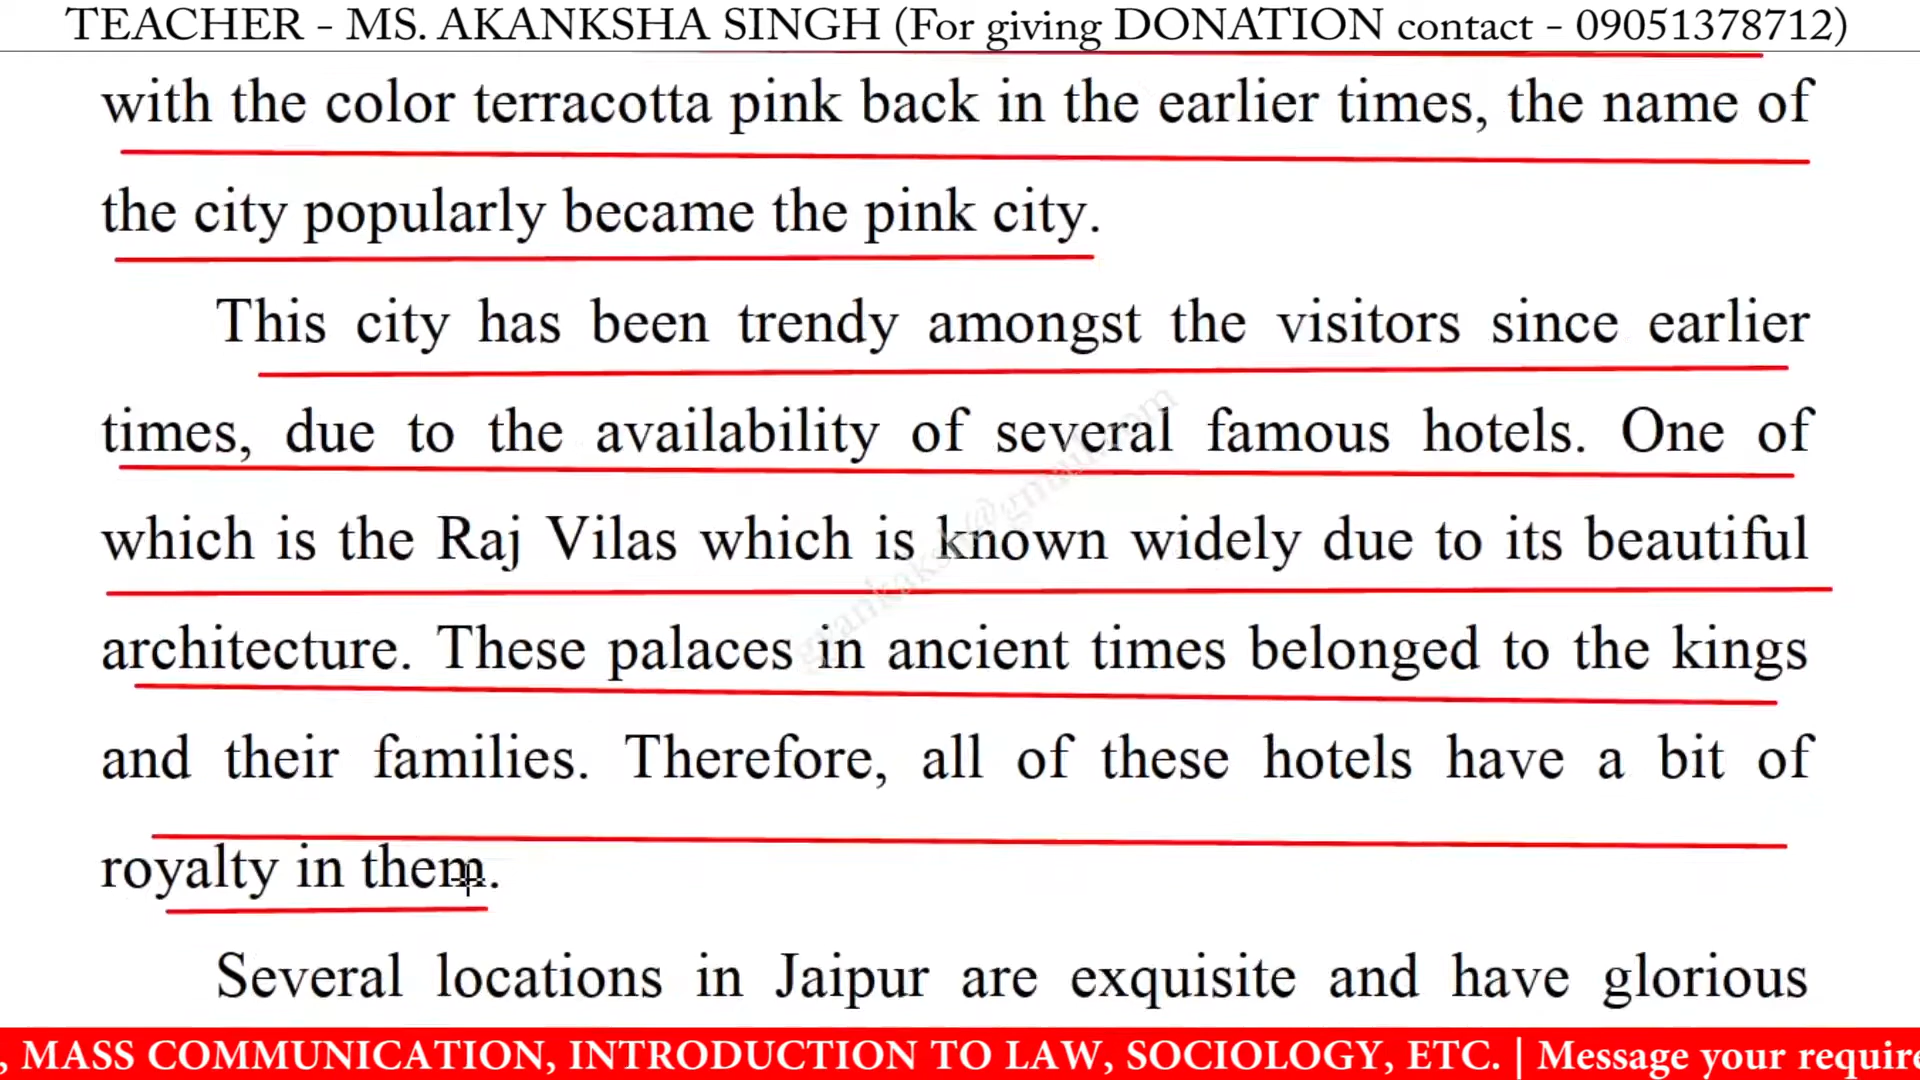 TEACHER - MS. AKANKSHA SINGH (For giving DONATION contact - 09051378712)
with the color terracotta pink back in the earlier times, the name of
the city popularly became the pink city.
This city has been trendy amongst the visitors since earlier
times, due to the availability of several famous hotels. One of
which is the Raj Vilas which is known widely due to its beautiful
architecture. These palaces in ancient times belonged to the kings
and their families. Therefore, all of these hotels have a bit of
royalty in them.
Several locations in Jaipur are exquisite and have glorious
, MASS COMMUNICATION, INTRODUCTION TO LAW, SOCIOLOGY, ETC. | Message your require